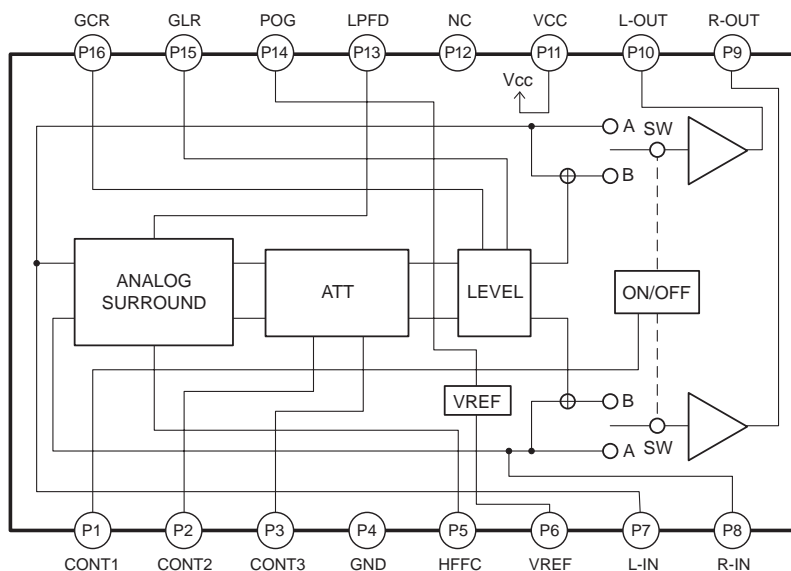 GCR GLR POG LPFD NC VCC L-OUT R-OUT
P16 P15 P14 P13 P12 P11 P10 P9
Vcc
A
SW
B
ANALOG
SURROUND
ATT
LEVEL
ON/OFF
VREF
B
A
SW
P1 P2 P3 P4 P5 P6 P7 P8
CONT1 CONT2 CONT3 GND HFFC VREF L-IN R-IN